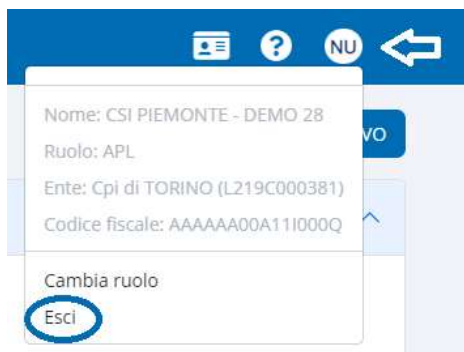 NU
Nome: CSI PIEMONTE - DEMO 28
VO
Ruolo: APL
Ente: Cpi di TORINO (L219C000381)
Codice fiscale: AAAAAA00A11I000Q
Cambia ruolo
Esci